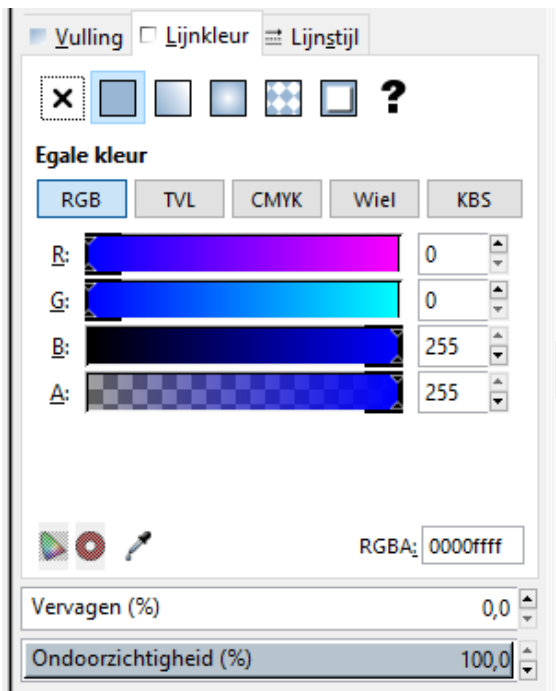 Vulling Lijnkleur Lijnstijl
?
Egale kleur
RGB TVL CMYK Wiel KBS
R: 0
G: 0
B: 255
A: 255
RGBA: 0000ffff
Vervagen (%) 0,0
Ondoorzichtigheid (%) 100,0